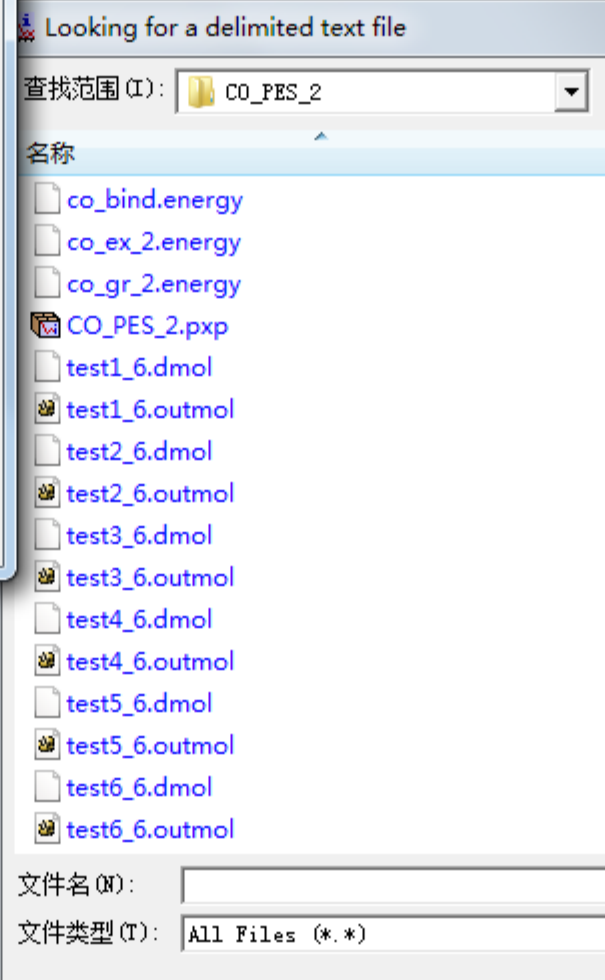 Looking for a delimited text file
查找范围(I): CO_PES_2
名称
co_bind.energy
co_ex_2.energy
co_gr_2.energy
CO_PES_2.pxp
test1_6.dmol
test1_6.outmol
test2_6.dmol
test2_6.outmol
test3_6.dmol
test3_6.outmol
test4_6.dmol
test4_6.outmol
test5_6.dmol
test5_6.outmol
test6_6.dmol
test6_6.outmol
文件名(N):
文件类型(T): All Files (*.*)